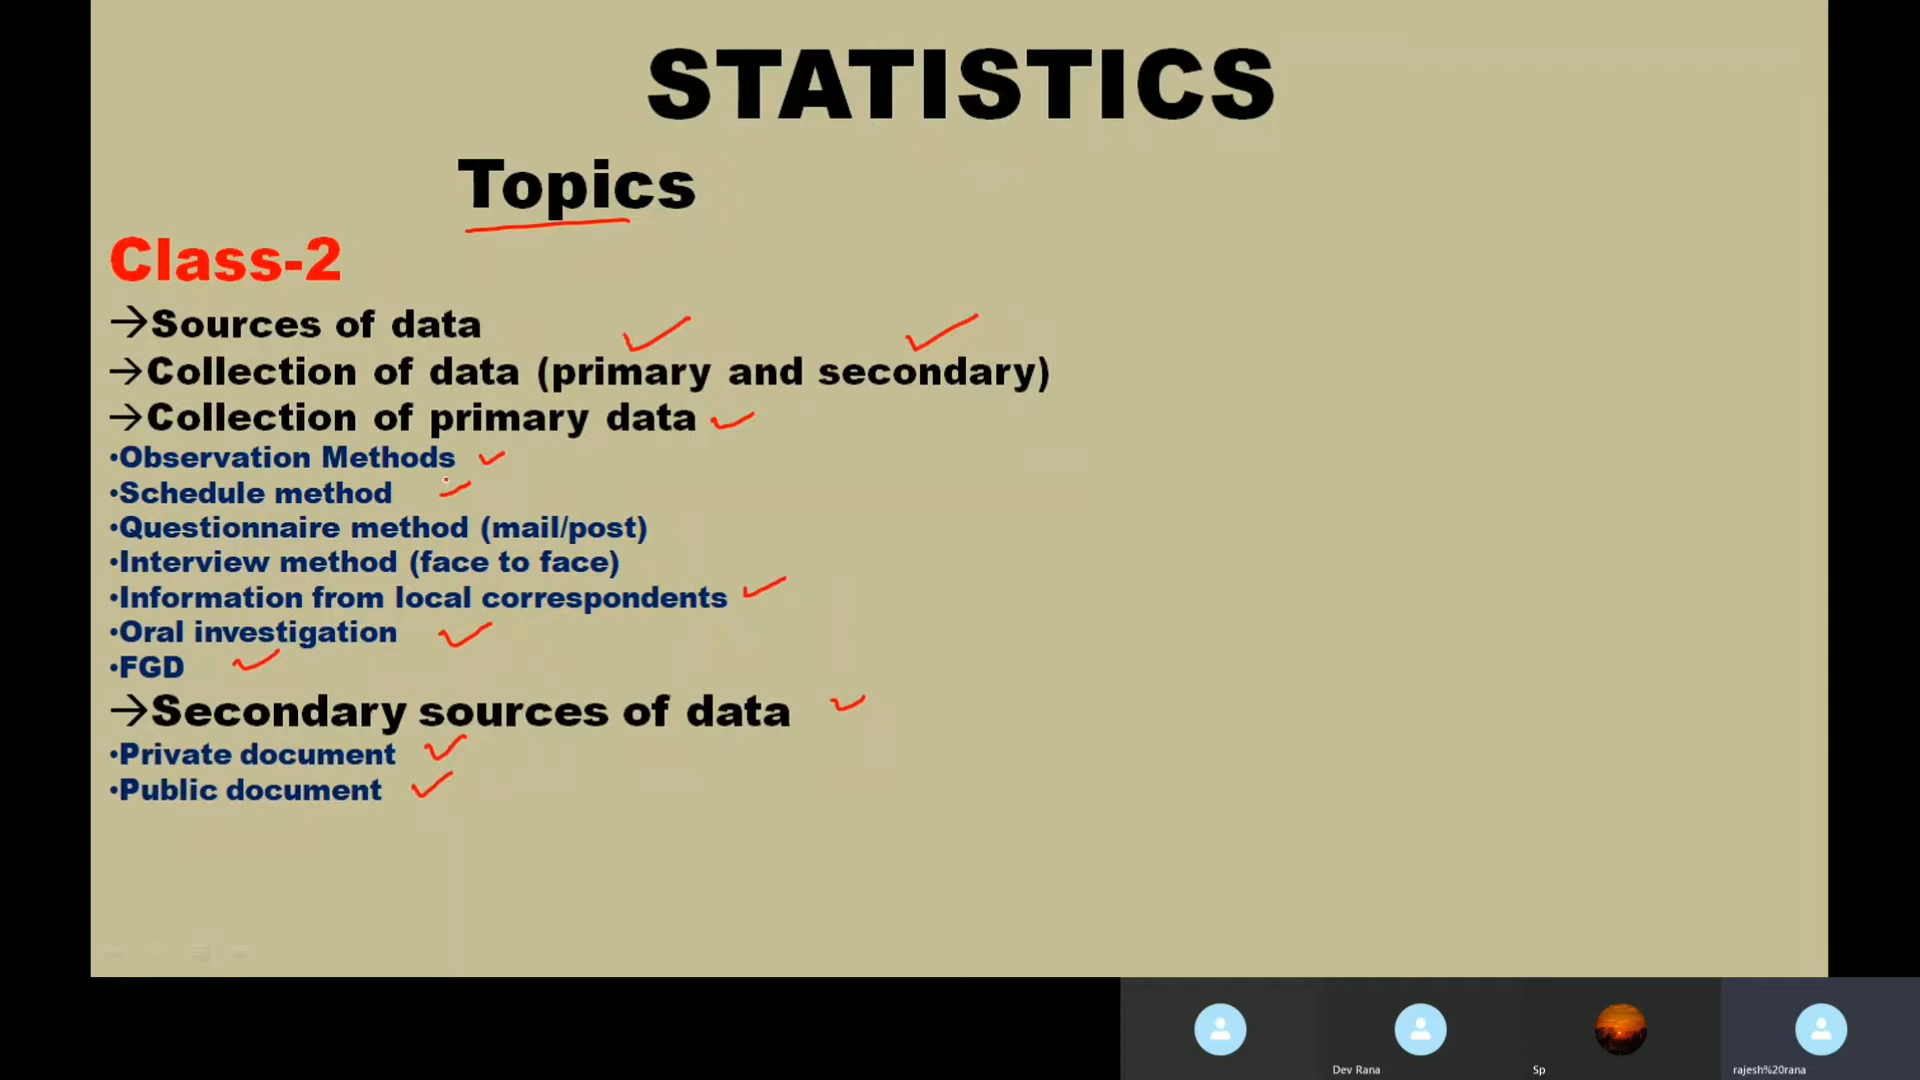 STATISTICS
Topics
Class-2
→Sources of data
→Collection of data (primary and secondary)
→Collection of primary data
•Observation Methods
•Schedule method
•Questionnaire method (mail/post)
•Interview method (face to face)
•Information from local correspondents
•Oral investigation
•FGD
→Secondary sources of data
•Private document
•Public document
Dev Rana
Sp
rajesh%20rana